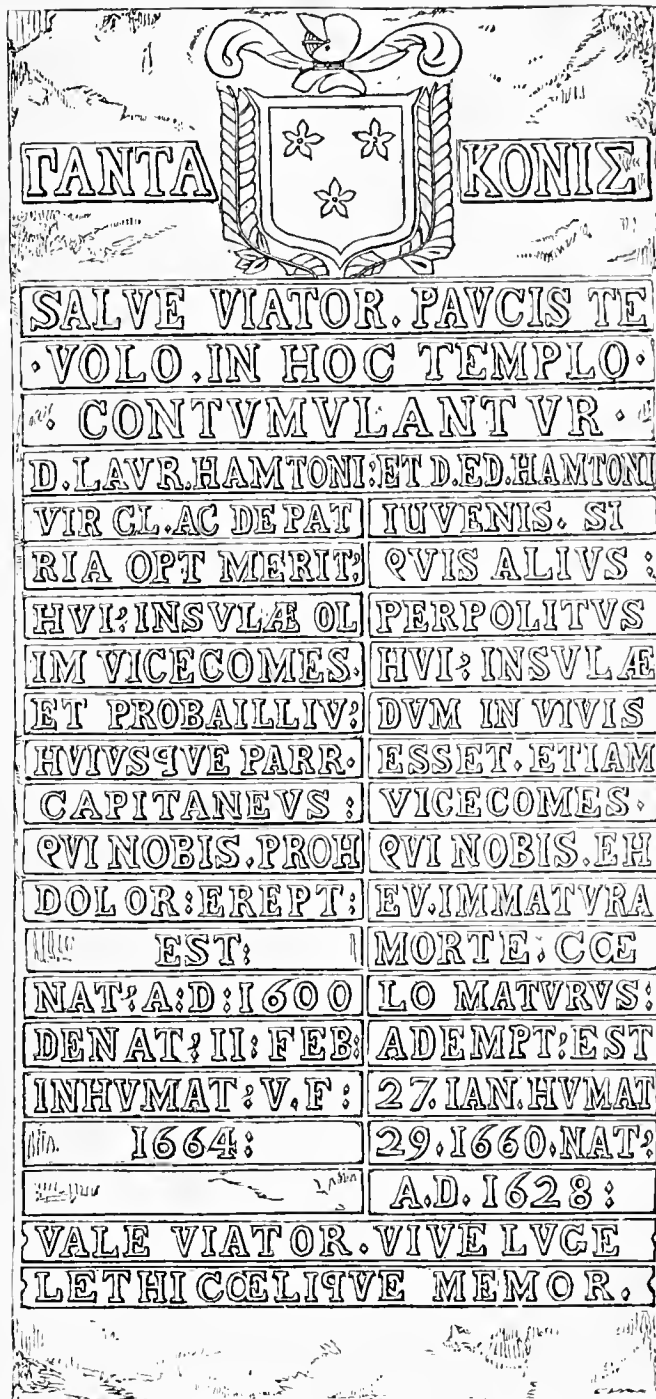 ΓΑΝΤΑ ΚΟΝΙΣ
SALVE VIATOR. PAVCIS TE
·VOLO.IN HOC TEMPLO·
· CONTVMVLANTVR ·
D.LAVR.HAMTONI:ET D.ED.HAMTONI
VIR CL.AC DE PAT
RIA OPT MERIT:
HVI: INSVLÆ OL
IM VICECOMES.
ET PROBAILLIV:
HVIVSQVE PARR.
CAPITANEVS :
QVI NOBIS.PROH
DOLOR:EREPT:
EST:
NAT:A:D:1600
DENAT: II: FEB:
INHVMAT: V.F:
1664:
IUVENIS. SI
QVIS ALIVS :
PERPOLITVS
HVI: INSVLÆ
DVM IN VIVIS
ESSET. ETIAM
VICECOMES.
QVI NOBIS.EH
EV.IMMATVRA
MORTE: CŒ
LO MATVRVS:
ADEMPT:EST
27.IAN.HVMAT
29.1660.NAT:
A.D. 1628:
VALE VIATOR.VIVE LVCE
LETHI CŒLIQVE MEMOR.